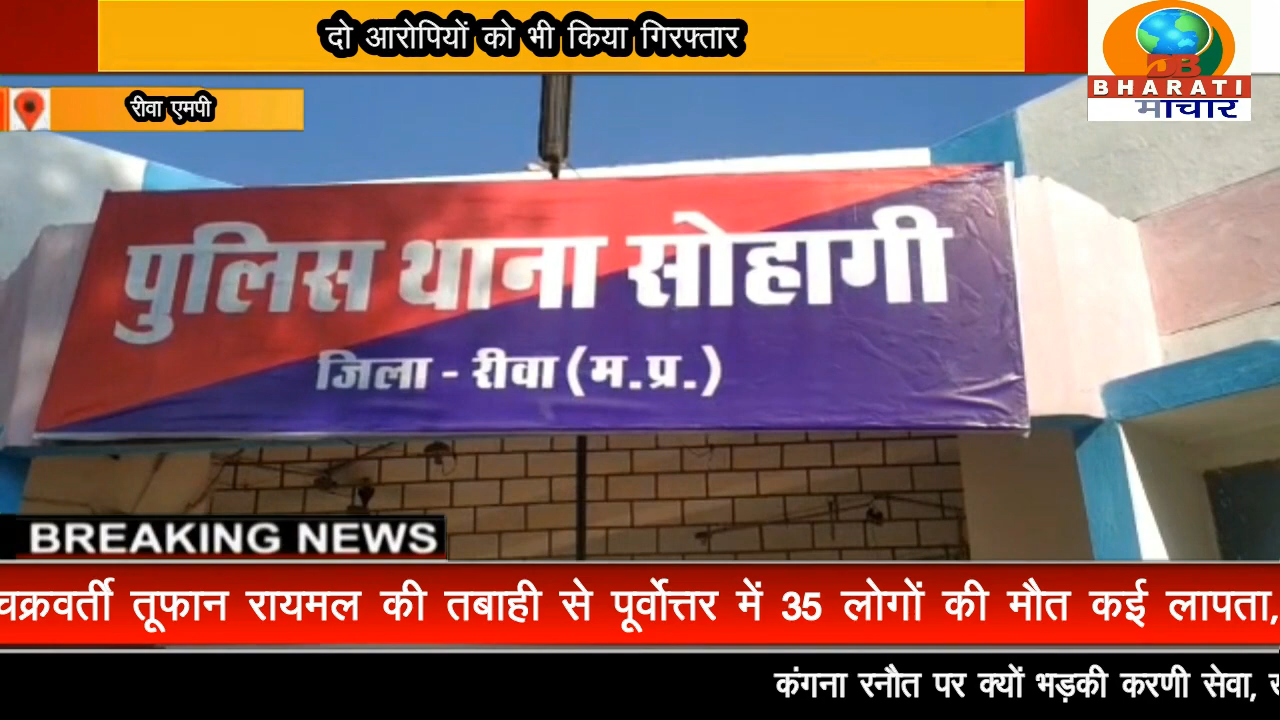 दो आरोपियों को भी किया गिरफ्तार
रीवा एमपी
BHARATI
माचार
पुलिस थाना सोहागी
जिला - रीवा (म.प्र.)
BREAKING NEWS
चक्रवर्ती तूफान रायमल की तबाही से पूर्वोत्तर में 35 लोगों की मौत कई लापता,
कंगना रनौत पर क्यों भड़की करणी सेवा,